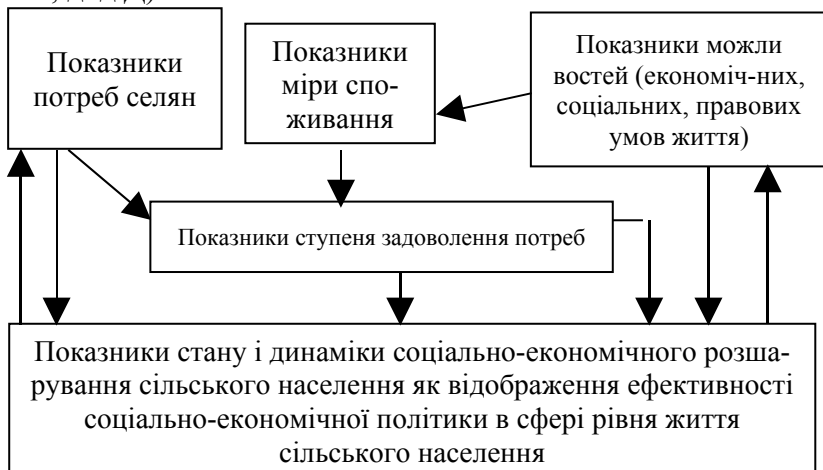 Показники
потреб селян
Показники
міри спо-
живання
Показники можли
востей (економіч-них,
соціальних, правових
умов життя)
Показники ступеня задоволення потреб
Показники стану і динаміки соціально-економічного розша-
рування сільського населення як відображення ефективності
соціально-економічної політики в сфері рівня життя
сільського населення